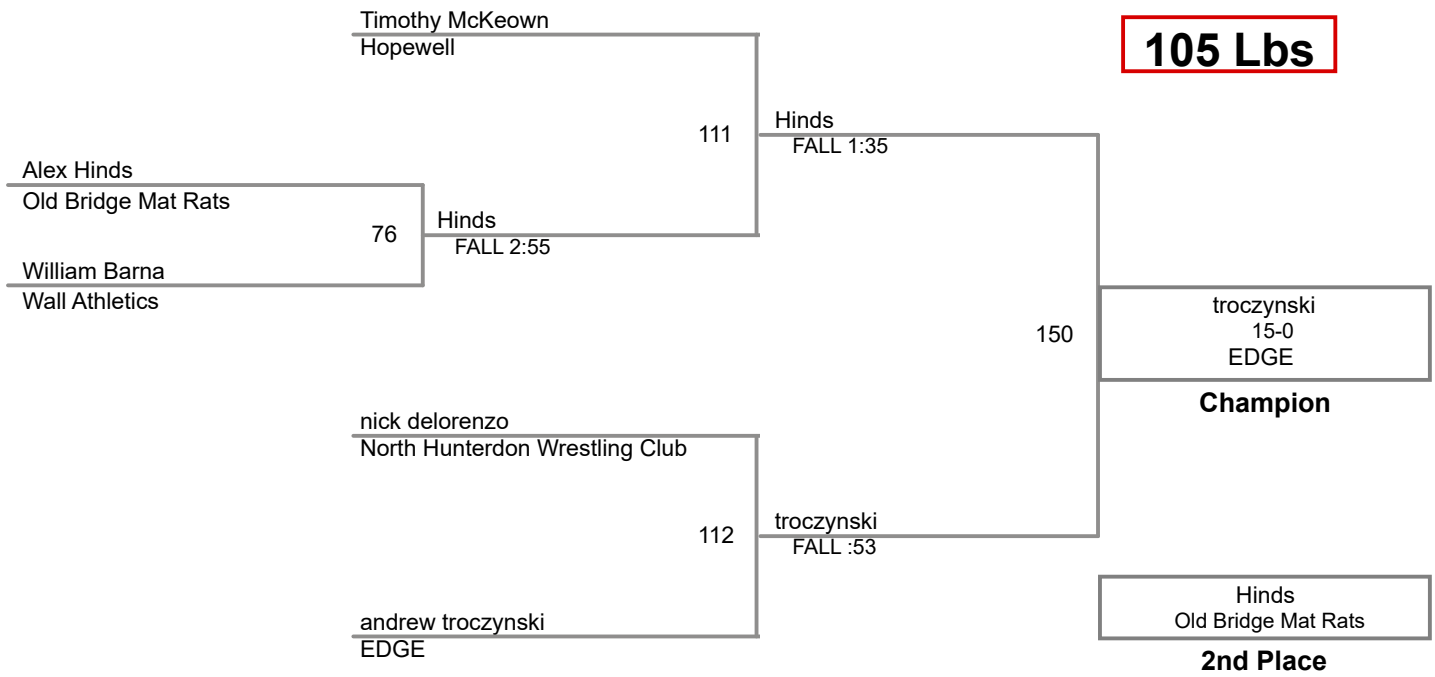 Timothy McKeown
Hopewell
105 Lbs
111
Hinds
FALL 1:35
Alex Hinds
Old Bridge Mat Rats
76
Hinds
FALL 2:55
William Barna
Wall Athletics
150
troczynski
15-0
EDGE
Champion
nick delorenzo
North Hunterdon Wrestling Club
112
troczynski
FALL :53
andrew troczynski
EDGE
Hinds
Old Bridge Mat Rats
2nd Place